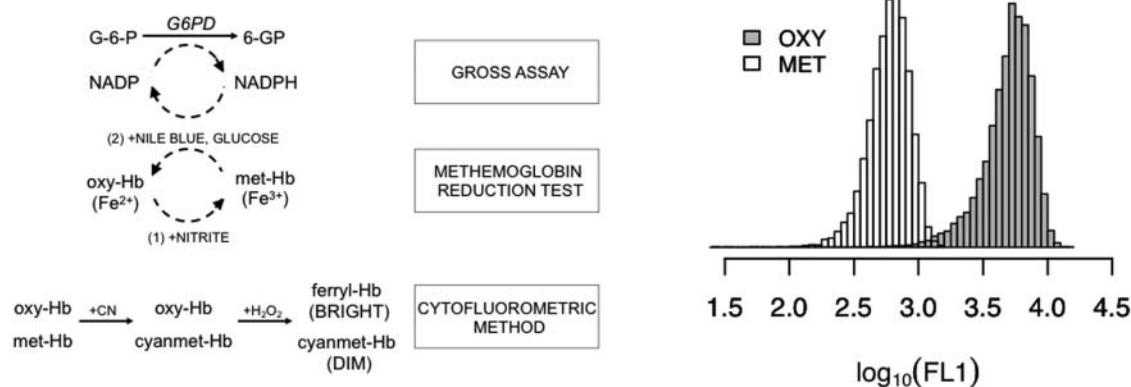 G6PD
G-6-P 6-GP
NADP NADPH
(2) +NILE BLUE, GLUCOSE
oxy-Hb met-Hb
(Fe²⁺) (Fe³⁺)
(1) +NITRITE
oxy-Hb +CN oxy-Hb +H₂O₂ ferryl-Hb
(BRIGHT)
met-Hb cyanmet-Hb cyanmet-Hb
(DIM)
GROSS ASSAY
METHEMOGLOBIN
REDUCTION TEST
CYTOFLUOROMETRIC
METHOD
OXY
MET
1.5 2.0 2.5 3.0 3.5 4.0 4.5
log₁₀(FL1)